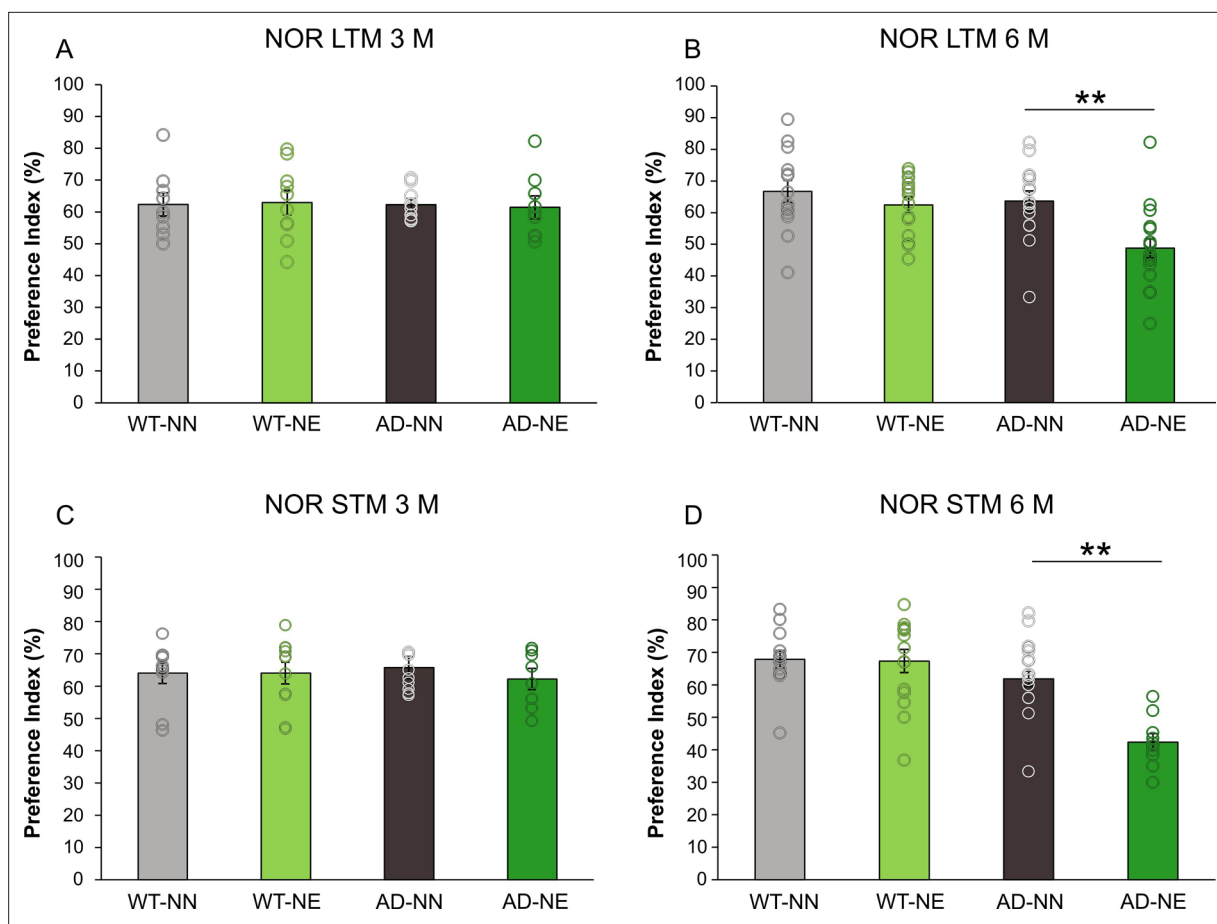 A
NOR LTM 3 M
Preference Index (%)
100
90
80
70
60
50
40
30
20
10
0
WT-NN WT-NE AD-NN AD-NE
B
NOR LTM 6 M
**
Preference Index (%)
100
90
80
70
60
50
40
30
20
10
0
WT-NN WT-NE AD-NN AD-NE
C
NOR STM 3 M
Preference Index (%)
100
90
80
70
60
50
40
30
20
10
0
WT-NN WT-NE AD-NN AD-NE
D
NOR STM 6 M
**
Preference Index (%)
100
90
80
70
60
50
40
30
20
10
0
WT-NN WT-NE AD-NN AD-NE